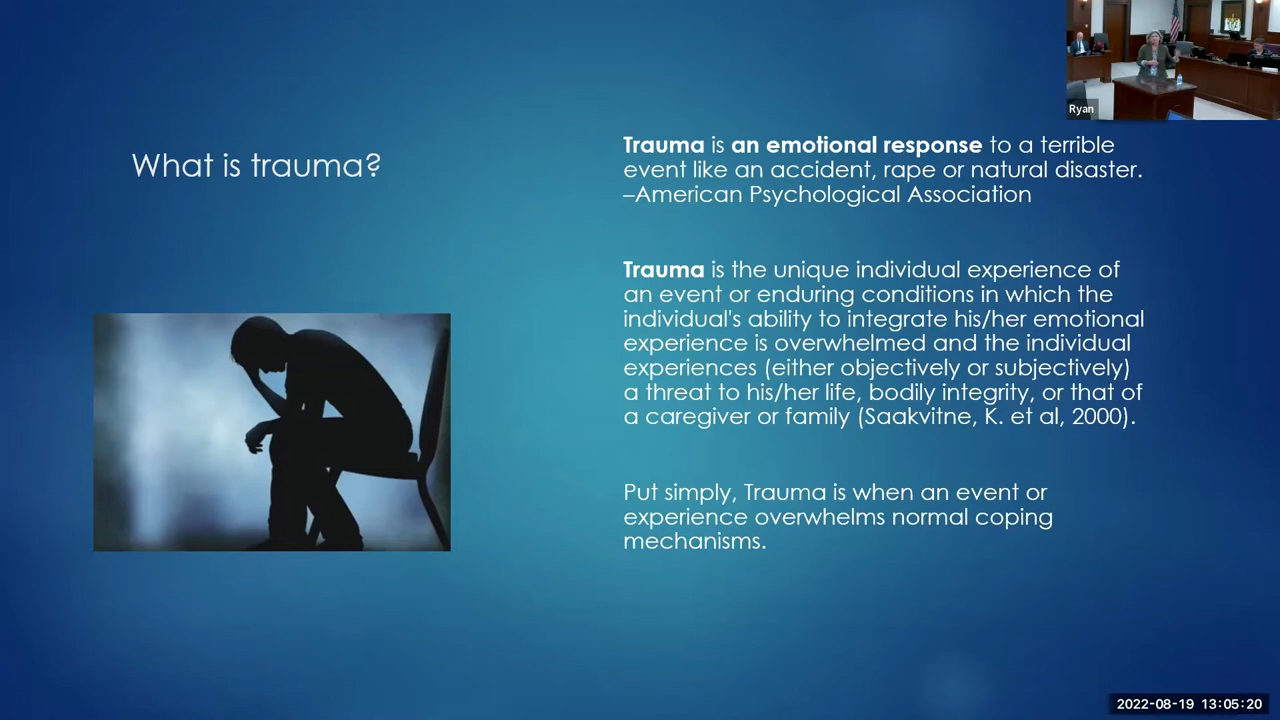 Ryan
What is trauma?
Trauma is an emotional response to a terrible
event like an accident, rape or natural disaster.
–American Psychological Association
Trauma is the unique individual experience of
an event or enduring conditions in which the
individual's ability to integrate his/her emotional
experience is overwhelmed and the individual
experiences (either objectively or subjectively)
a threat to his/her life, bodily integrity, or that of
a caregiver or family (Saakvitne, K. et al, 2000).
Put simply, Trauma is when an event or
experience overwhelms normal coping
mechanisms.
2022-08-19 13:05:20